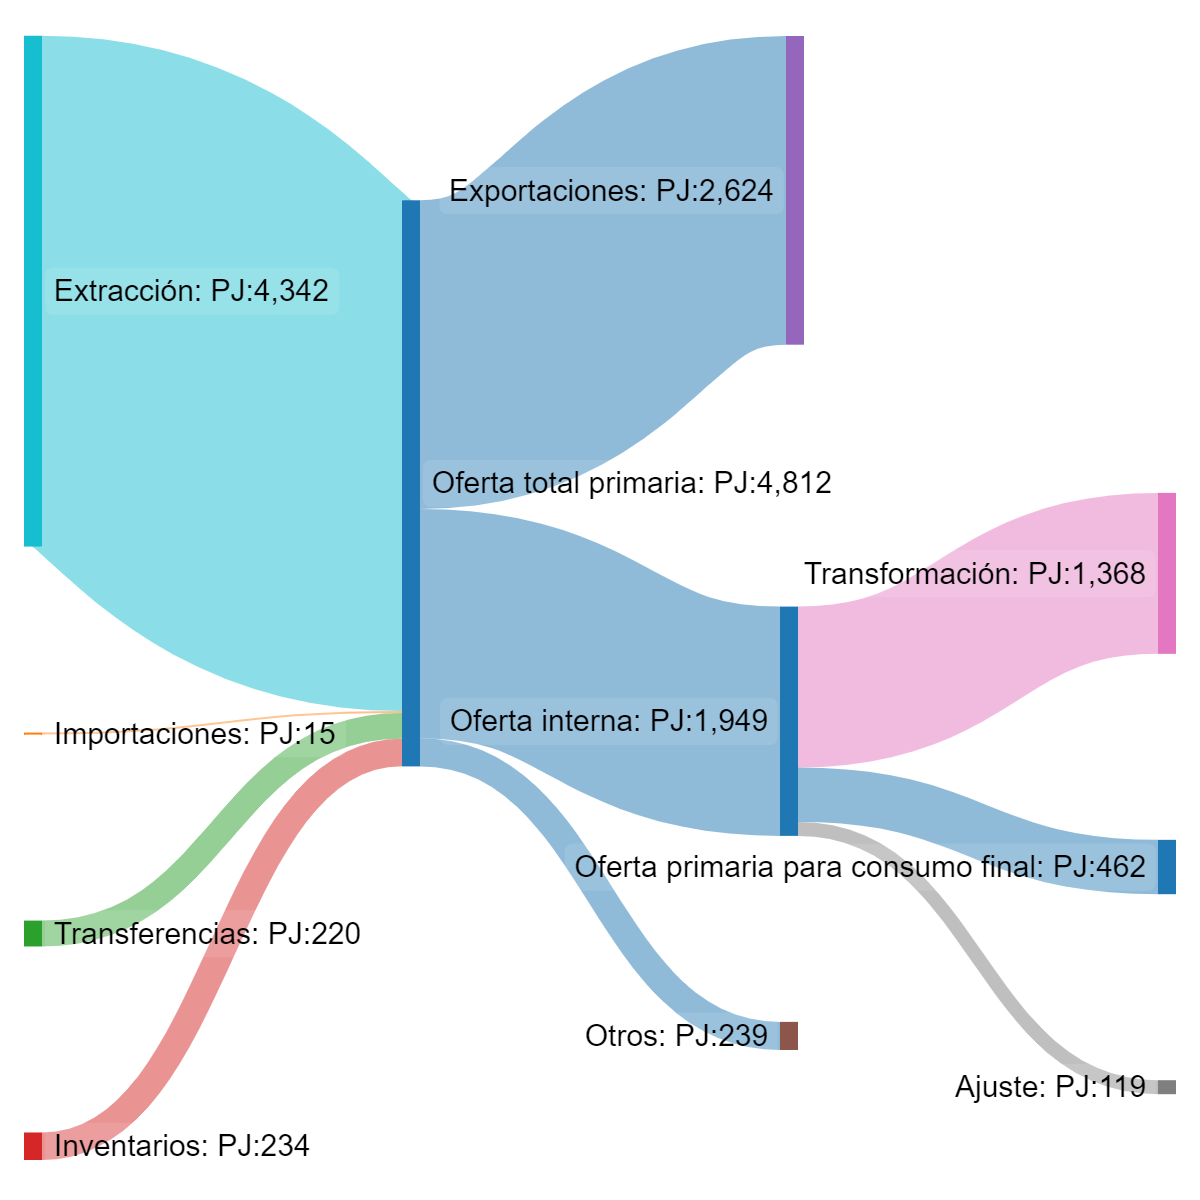 Exportaciones: PJ:2,624
Extracción: PJ:4,342
Oferta total primaria: PJ:4,812
Transformación: PJ:1,368
Oferta interna: PJ:1,949
Importaciones: PJ:15
Oferta primaria para consumo final: PJ:462
Transferencias: PJ:220
Otros: PJ:239
Ajuste: PJ:119
Inventarios: PJ:234